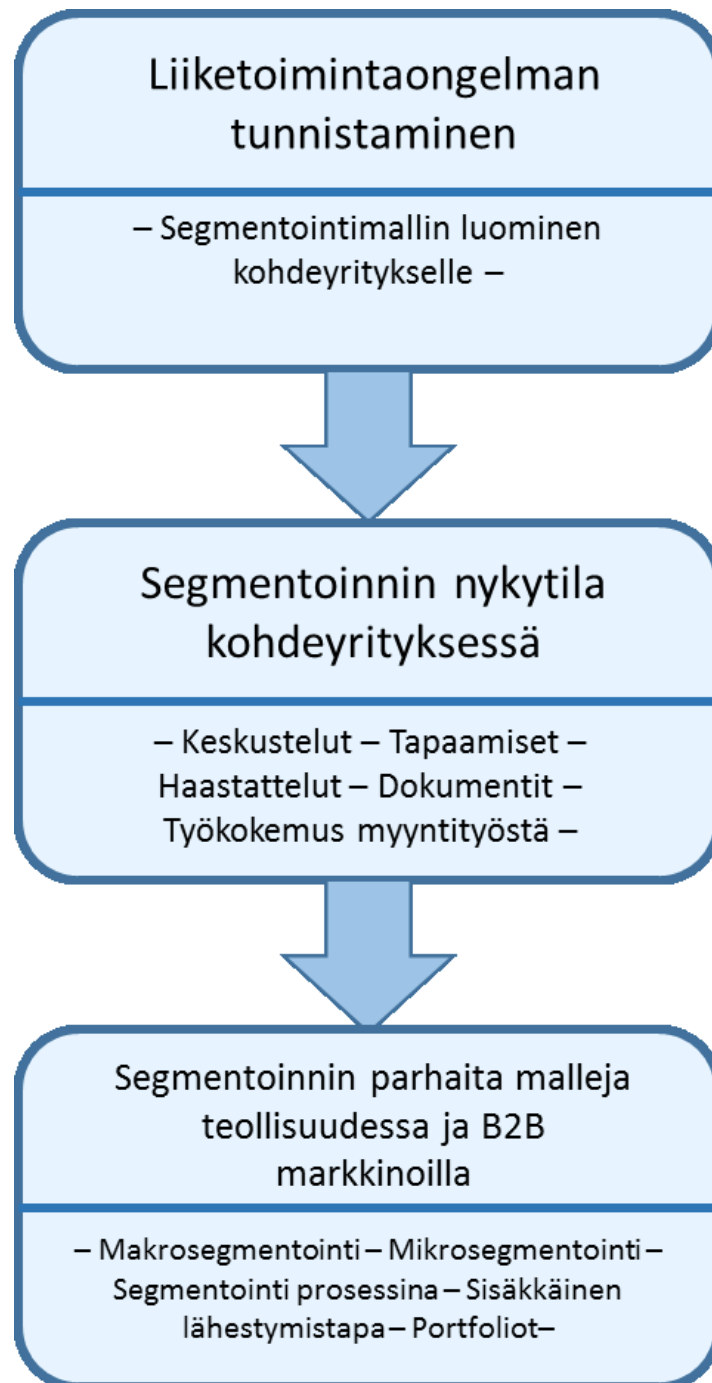 Liiketoimintaongelman
tunnistaminen
– Segmentointimallin luominen
kohdeyritykselle –
Segmentoinnin nykytila
kohdeyrityksessä
– Keskustelut – Tapaamiset –
Haastattelut – Dokumentit –
Työkokemus myyntityöstä –
Segmentoinnin parhaita malleja
teollisuudessa ja B2B
markkinoilla
– Makrosegmentointi – Mikrosegmentointi –
Segmentointi prosessina – Sisäkkäinen
lähestymistapa – Portfoliot–